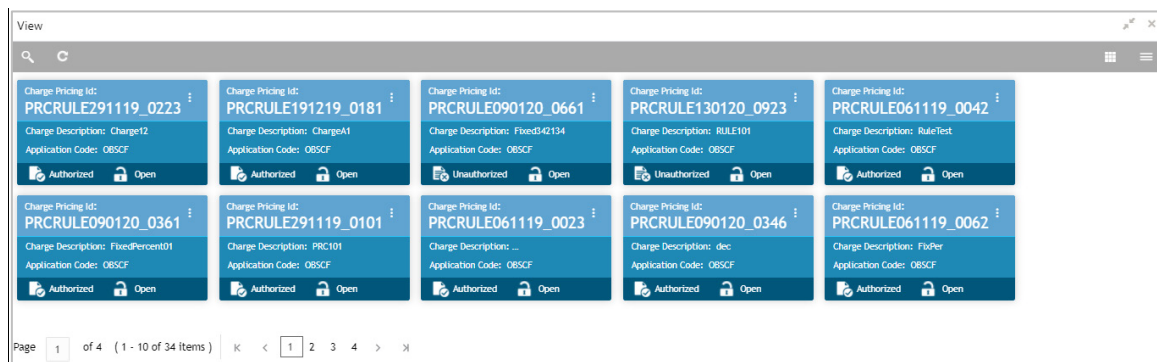 View
Charge Pricing Id:
PRCRULE291119_0223
Charge Description: Charge12
Application Code: OBSCF
Authorized Open
Charge Pricing Id:
PRCRULE191219_0181
Charge Description: ChargeA1
Application Code: OBSCF
Authorized Open
Charge Pricing Id:
PRCRULE090120_0661
Charge Description: Fixed342134
Application Code: OBSCF
Unauthorized Open
Charge Pricing Id:
PRCRULE130120_0923
Charge Description: RULE101
Application Code: OBSCF
Unauthorized Open
Charge Pricing Id:
PRCRULE061119_0042
Charge Description: RuleTest
Application Code: OBSCF
Authorized Open
Charge Pricing Id:
PRCRULE090120_0361
Charge Description: FixedPercent01
Application Code: OBSCF
Authorized Open
Charge Pricing Id:
PRCRULE291119_0101
Charge Description: PRC101
Application Code: OBSCF
Authorized Open
Charge Pricing Id:
PRCRULE061119_0023
Charge Description: ...
Application Code: OBSCF
Authorized Open
Charge Pricing Id:
PRCRULE090120_0346
Charge Description: dec
Application Code: OBSCF
Authorized Open
Charge Pricing Id:
PRCRULE061119_0062
Charge Description: FixPer
Application Code: OBSCF
Authorized Open
Page 1 of 4 ( 1 - 10 of 34 items ) 1 2 3 4